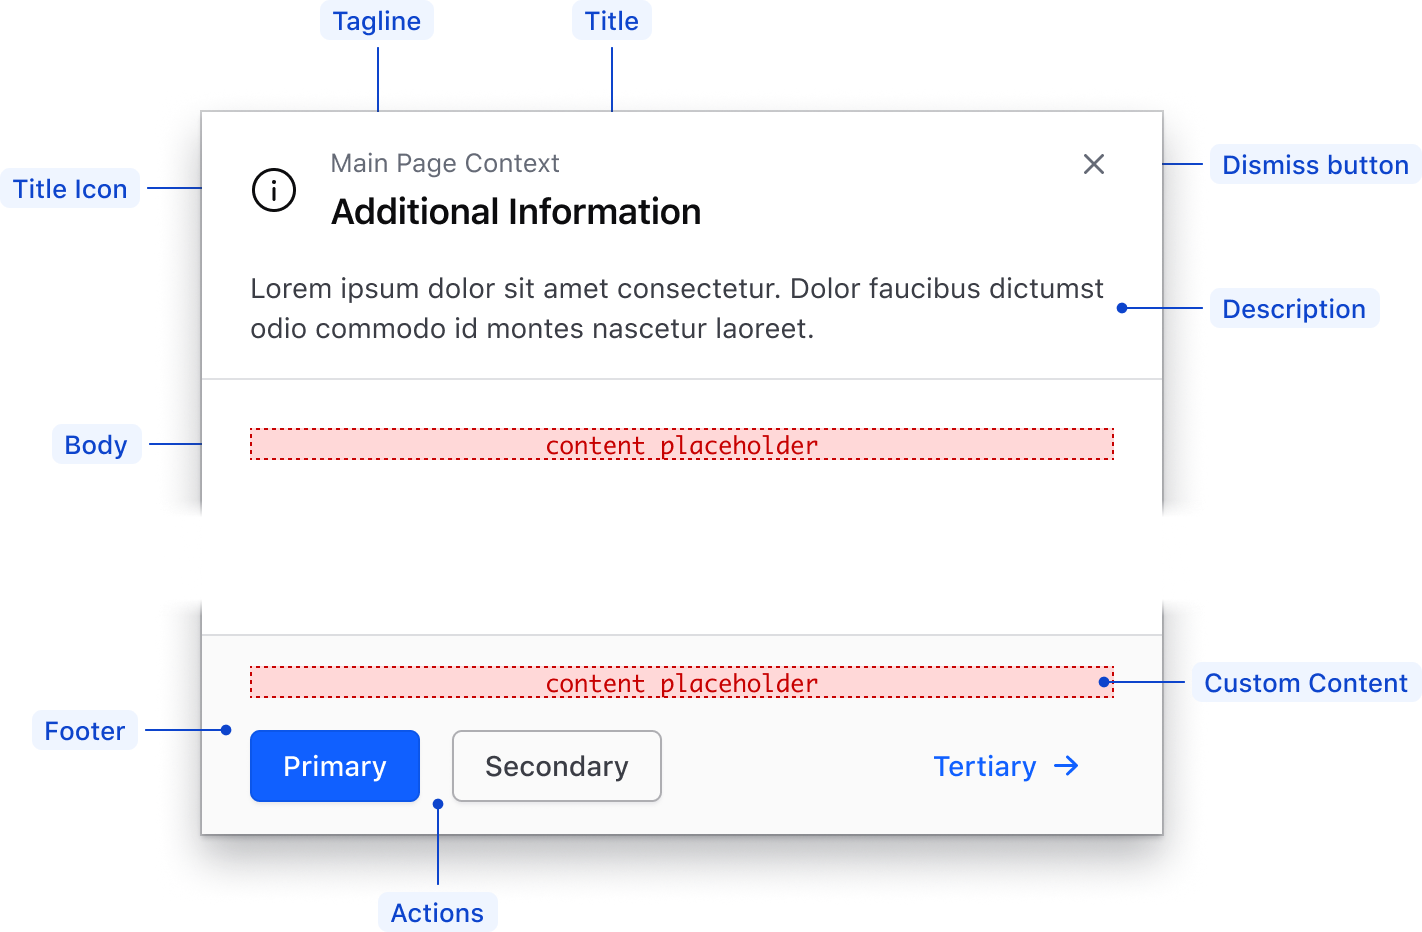 Tagline
Title
Main Page Context
Dismiss button
Title Icon
Additional Information
Lorem ipsum dolor sit amet consectetur. Dolor faucibus dictumst
odio commodo id montes nascetur laoreet.
Description
Body
content placeholder
content placeholder
Custom Content
Footer
Primary
Secondary
Tertiary
Actions